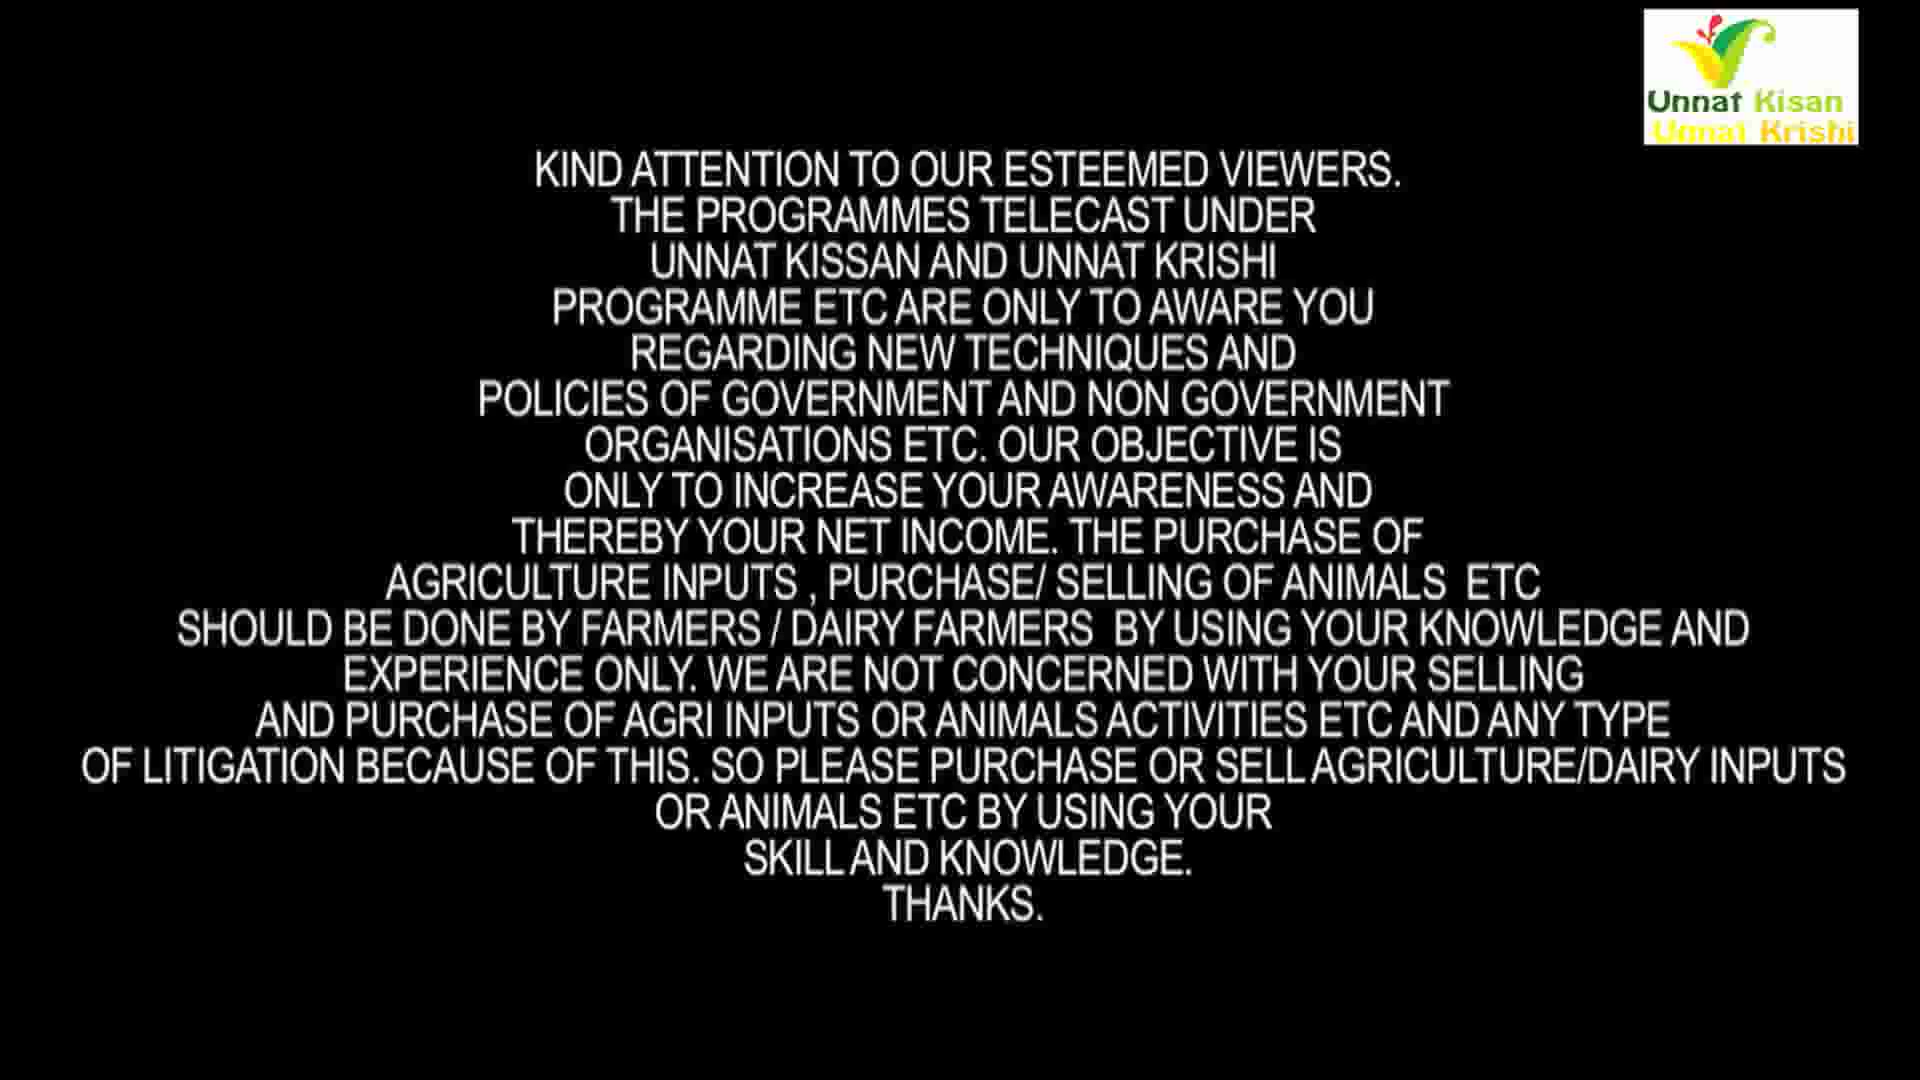 Unnat Kisan
Unnat Krishi
KIND ATTENTION TO OUR ESTEEMED VIEWERS.
THE PROGRAMMES TELECAST UNDER
UNNAT KISSAN AND UNNAT KRISHI
PROGRAMME ETC ARE ONLY TO AWARE YOU
REGARDING NEW TECHNIQUES AND
POLICIES OF GOVERNMENT AND NON GOVERNMENT
ORGANISATIONS ETC. OUR OBJECTIVE IS
ONLY TO INCREASE YOUR AWARENESS AND
THEREBY YOUR NET INCOME. THE PURCHASE OF
AGRICULTURE INPUTS , PURCHASE/ SELLING OF ANIMALS ETC
SHOULD BE DONE BY FARMERS / DAIRY FARMERS BY USING YOUR KNOWLEDGE AND
EXPERIENCE ONLY. WE ARE NOT CONCERNED WITH YOUR SELLING
AND PURCHASE OF AGRI INPUTS OR ANIMALS ACTIVITIES ETC AND ANY TYPE
OF LITIGATION BECAUSE OF THIS. SO PLEASE PURCHASE OR SELL AGRICULTURE/DAIRY INPUTS
OR ANIMALS ETC BY USING YOUR
SKILL AND KNOWLEDGE.
THANKS.